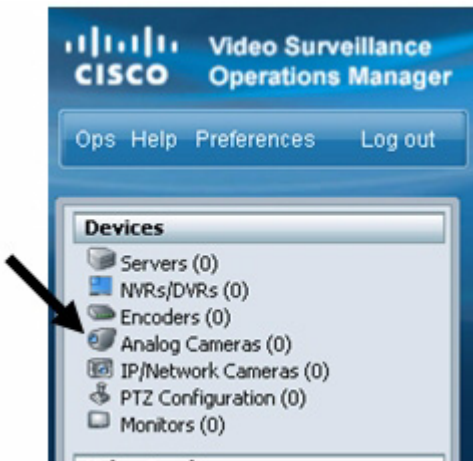 CISCO
Video Surveillance
Operations Manager
Ops Help Preferences Log out
Devices
Servers (0)
NVRs/DVRs (0)
Encoders (0)
Analog Cameras (0)
IP/Network Cameras (0)
PTZ Configuration (0)
Monitors (0)